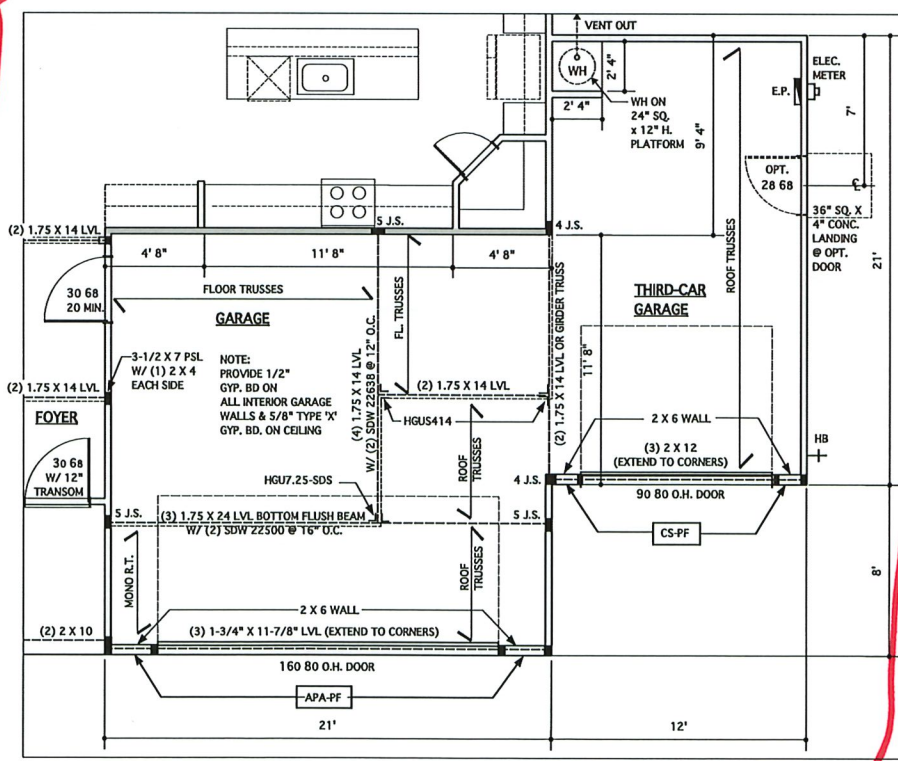 VENT OUT
WH
2' 4"
2' 4"
WH ON
24" SQ.
x 12" H.
PLATFORM
9' 4"
ELEC.
METER
E.P.
7'
OPT.
28 68
℄
36" SQ. X
4" CONC.
LANDING
@ OPT.
DOOR
21'
ROOF TRUSSES
5 J.S.
4 J.S.
(2) 1.75 X 14 LVL
4' 8"
11' 8"
4' 8"
30 68
20 MIN.
FLOOR TRUSSES
GARAGE
FL. TRUSSES
THIRD-CAR
GARAGE
3-1/2 X 7 PSL
W/ (1) 2 X 4
EACH SIDE
NOTE:
PROVIDE 1/2"
GYP. BD ON
ALL INTERIOR GARAGE
WALLS & 5/8" TYPE 'X'
GYP. BD. ON CEILING
(4) 1.75 X 14 LVL
W/ (2) SDW 22638 @ 12" O.C.
(2) 1.75 X 14 LVL OR GIRDER TRUSS
11' 8"
(2) 1.75 X 14 LVL
(2) 1.75 X 14 LVL
HGUS414
FOYER
2 X 6 WALL
(3) 2 X 12
(EXTEND TO CORNERS)
HB
30 68
W/ 12"
TRANSOM
ROOF
TRUSSES
HGU7.25-SDS
4 J.S.
90 80 O.H. DOOR
5 J.S.
(3) 1.75 X 24 LVL BOTTOM FLUSH BEAM
W/ (2) SDW 22500 @ 16" O.C.
5 J.S.
CS-PF
MONO R.T.
ROOF
TRUSSES
8'
2 X 6 WALL
(2) 2 X 10
(3) 1-3/4" X 11-7/8" LVL (EXTEND TO CORNERS)
160 80 O.H. DOOR
APA-PF
21'
12'